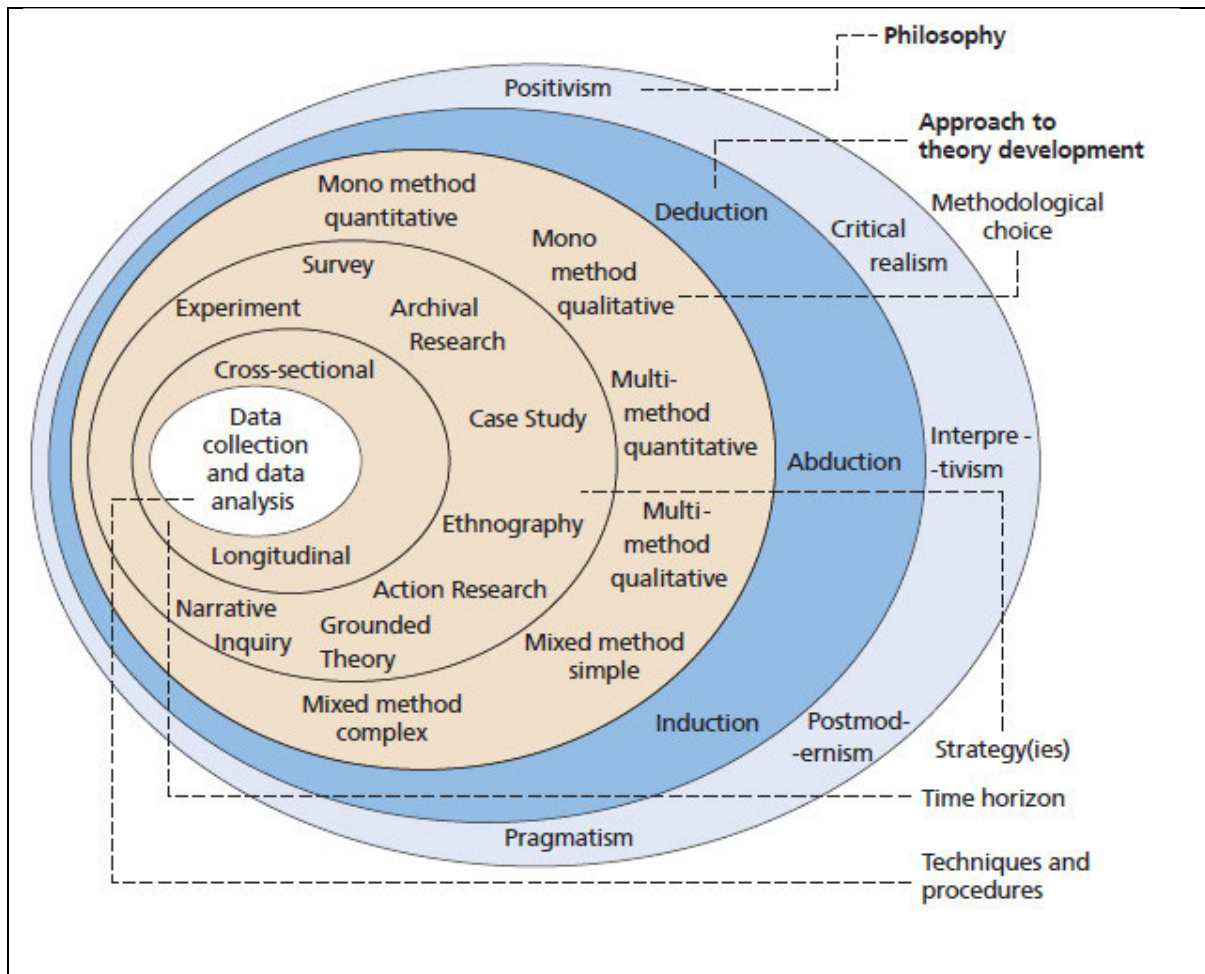 Philosophy
Positivism
Approach to
theory development
Mono method
quantitative
Deduction
Methodological
choice
Critical
realism
Mono
method
qualitative
Survey
Experiment
Archival
Research
Cross-sectional
Multi-
method
quantitative
Data
collection
and data
analysis
Case Study
Abduction
Interpre-
-tivism
Ethnography
Multi-
method
qualitative
Longitudinal
Action Research
Narrative
Inquiry
Grounded
Theory
Mixed method
simple
Mixed method
complex
Induction
Postmod-
-ernism
Strategy(ies)
Time horizon
Pragmatism
Techniques and
procedures